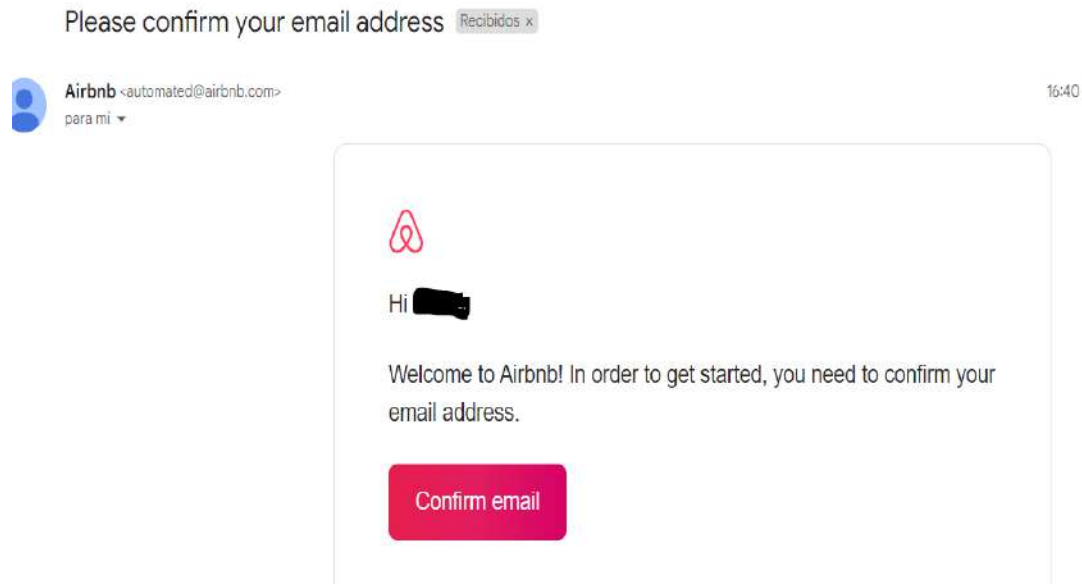 Please confirm your email address Recibidos x
Airbnb <automated@airbnb.com> 16:40
para mi
Hi
Welcome to Airbnb! In order to get started, you need to confirm your
email address.
Confirm email